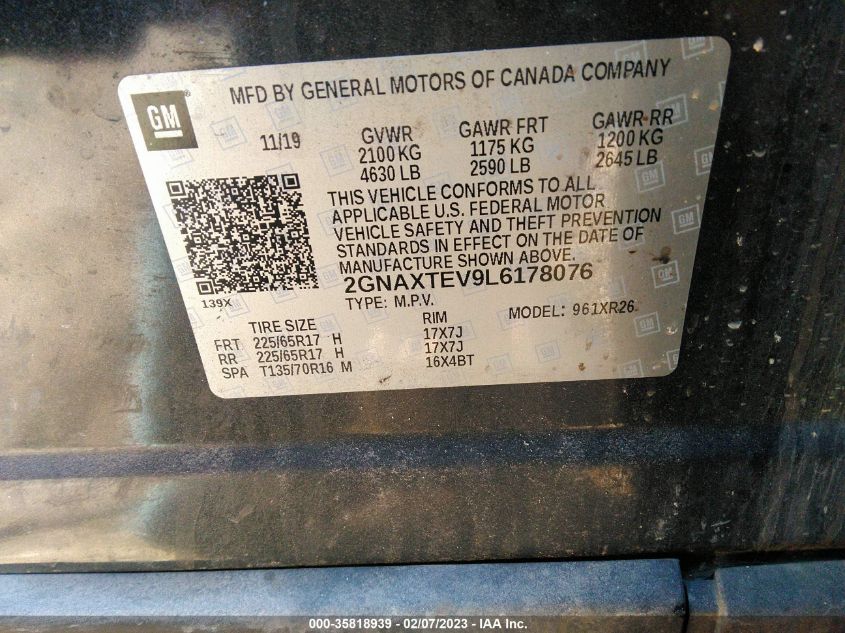 MFD BY GENERAL MOTORS OF CANADA COMPANY
GM
11/19 GVWR GAWR FRT GAWR RR
2100 KG 1175 KG 1200 KG
4630 LB 2590 LB 2645 LB
THIS VEHICLE CONFORMS TO ALL
APPLICABLE U.S. FEDERAL MOTOR
VEHICLE SAFETY AND THEFT PREVENTION
STANDARDS IN EFFECT ON THE DATE OF
MANUFACTURE SHOWN ABOVE.
2GNAXTEV9L6178076
139X
TYPE: M.P.V. MODEL: 961XR26
TIRE SIZE RIM
FRT 225/65R17 H 17X7J
RR 225/65R17 H 17X7J
SPA T135/70R16 M 16X4BT
000-35818939 - 02/07/2023 - IAA Inc.